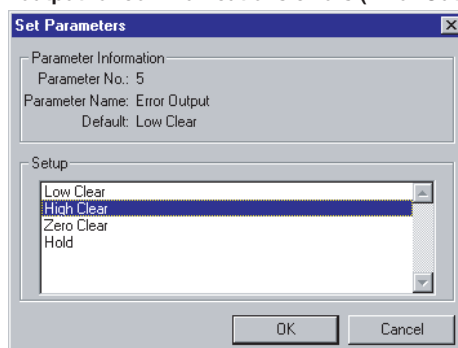 Set Parameters
Parameter Information
Parameter No.: 5
Parameter Name: Error Output
Default: Low Clear
Setup
Low Clear
High Clear
Zero Clear
Hold
OK
Cancel